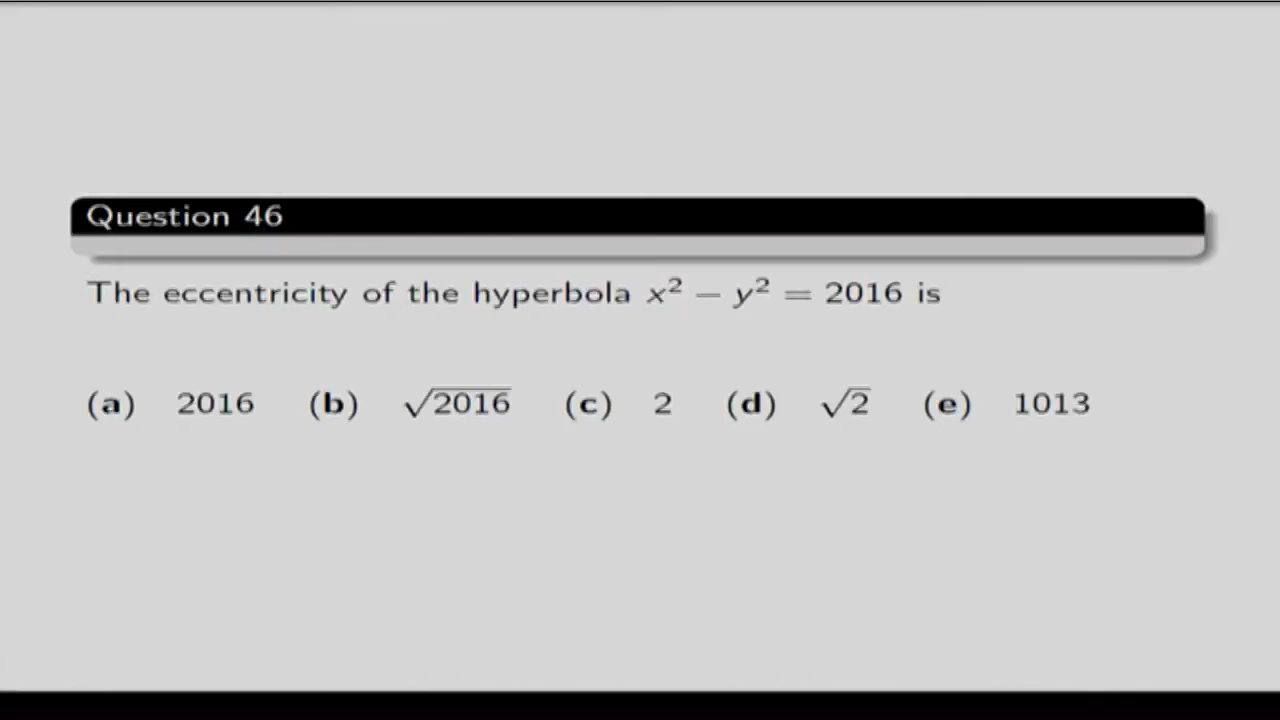 Question 46
The eccentricity of the hyperbola x² − y² = 2016 is
(a) 2016 (b) √2016 (c) 2 (d) √2 (e) 1013